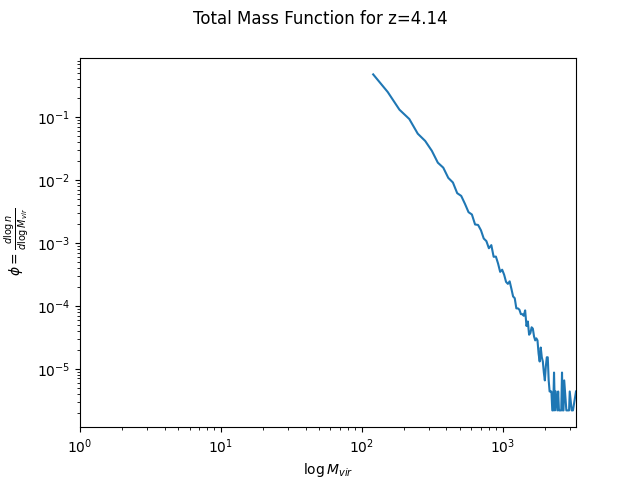 Total Mass Function for z=4.14
10⁻¹
10⁻²
10⁻³
10⁻⁴
10⁻⁵
ϕ = d log n / d log M_vir
10⁰ 10¹ 10² 10³
log M_vir